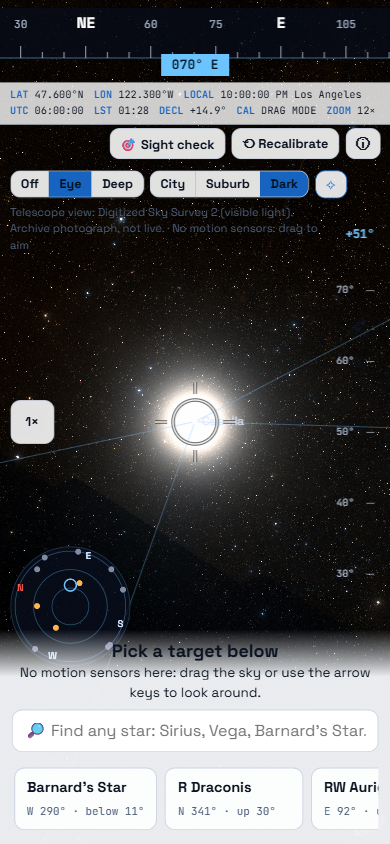 30 NE 60 75 E 105
070° E
LAT 47.600°N LON 122.300°W LOCAL 10:00:00 PM Los Angeles
UTC 06:00:00 LST 01:28 DECL +14.9° CAL DRAG MODE ZOOM 12×
Sight check Recalibrate
Off Eye Deep City Suburb Dark
Telescope view: Digitized Sky Survey 2 (visible light).
Archive photograph, not live. · No motion sensors: drag to
aim
+51°
70°
60°
1×
50°
40°
30°
E
N
S
W
Pick a target below
No motion sensors here: drag the sky or use the arrow
keys to look around.
Find any star: Sirius, Vega, Barnard's Star.
Barnard's Star R Draconis RW Auri
W 290° · below 11° N 341° · up 30° E 92° ·